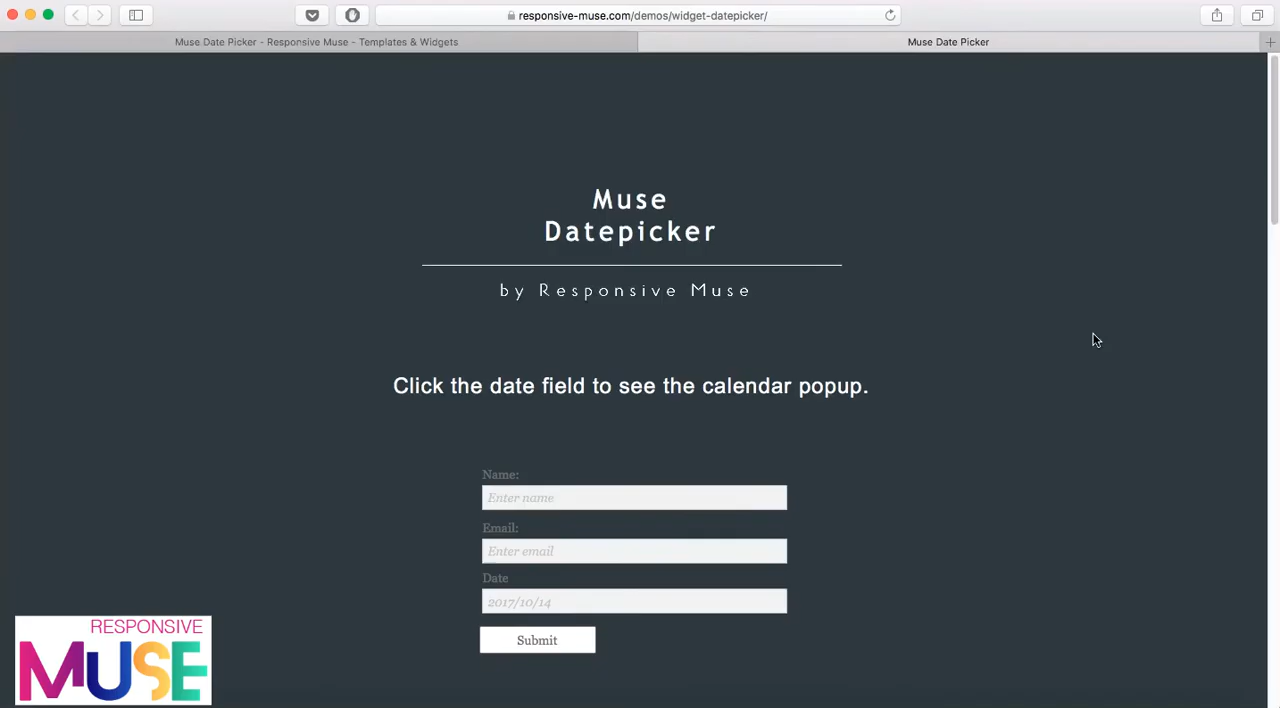 responsive-muse.com/demos/widget-datepicker/
Muse Date Picker - Responsive Muse - Templates & Widgets
Muse Date Picker
Muse
Datepicker
by Responsive Muse
Click the date field to see the calendar popup.
Name:
Enter name
Email:
Enter email
Date
2017/10/14
Submit
RESPONSIVE
MUSE